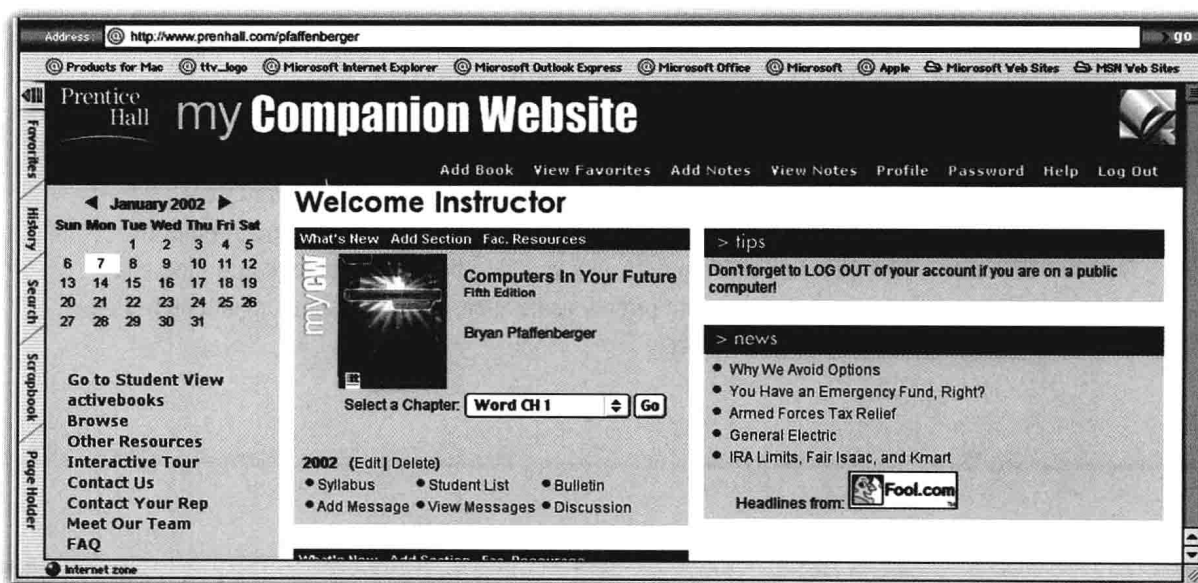 Address: @ http://www.prenhall.com/pfaffenberger go
@ Products for Mac @ ttv_logo @ Microsoft Internet Explorer @ Microsoft Outlook Express @ Microsoft Office @ Microsoft @ Apple Microsoft Web Sites MSN Web Sites
Favorites
History
Search
Scrapbook
Page Holder
Prentice
Hall
my Companion Website
Add Book View Favorites Add Notes View Notes Profile Password Help Log Out
January 2002
Sun Mon Tue Wed Thu Fri Sat
1 2 3 4 5
6 7 8 9 10 11 12
13 14 15 16 17 18 19
20 21 22 23 24 25 26
27 28 29 30 31
Go to Student View
activebooks
Browse
Other Resources
Interactive Tour
Contact Us
Contact Your Rep
Meet Our Team
FAQ
Welcome Instructor
What's New Add Section Fac. Resources
myCW
Computers In Your Future
Fifth Edition
Bryan Pfaffenberger
Select a Chapter: Word CH 1 Go
2002 (Edit | Delete)
• Syllabus • Student List • Bulletin
• Add Message • View Messages • Discussion
What's New Add Section Fac. Resources
> tips
Don't forget to LOG OUT of your account if you are on a public
computer!
> news
• Why We Avoid Options
• You Have an Emergency Fund, Right?
• Armed Forces Tax Relief
• General Electric
• IRA Limits, Fair Isaac, and Kmart
Headlines from: Fool.com
Internet zone